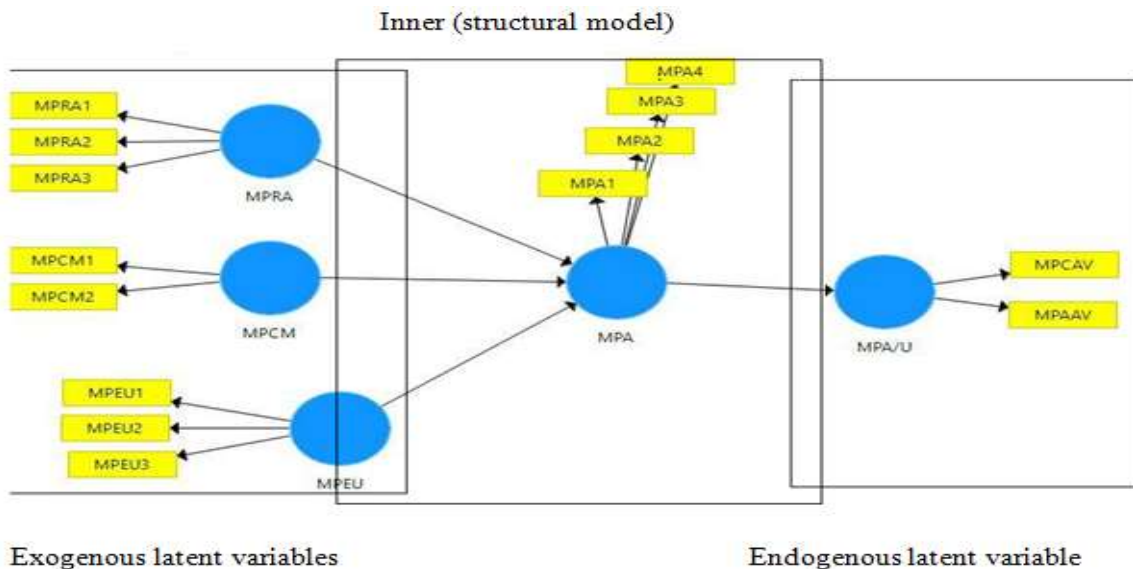 Inner (structural model)
MPRA1
MPRA2
MPRA3
MPRA
MPCM1
MPCM2
MPCM
MPEU1
MPEU2
MPEU3
MPEU
MPA4
MPA3
MPA2
MPA1
MPA
MPA/U
MPCAV
MPAAV
Exogenous latent variables
Endogenous latent variable